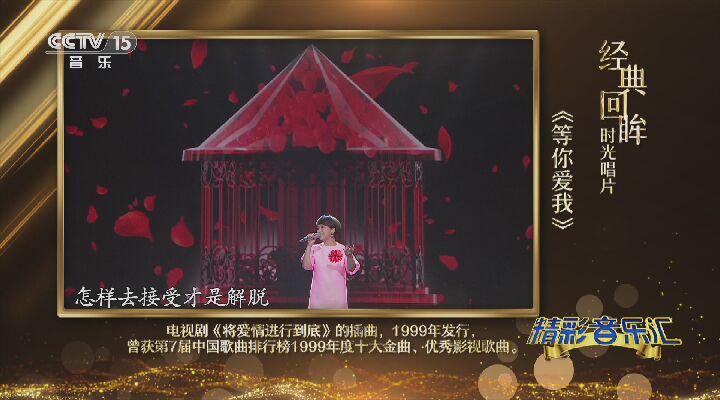 CCTV 15
音乐
经典回眸
时光唱片
《等你爱我》
怎样去接受才是解脱
电视剧《将爱情进行到底》的插曲，1999年发行，
曾获第7届中国歌曲排行榜1999年度十大金曲、优秀影视歌曲。
精彩音乐汇